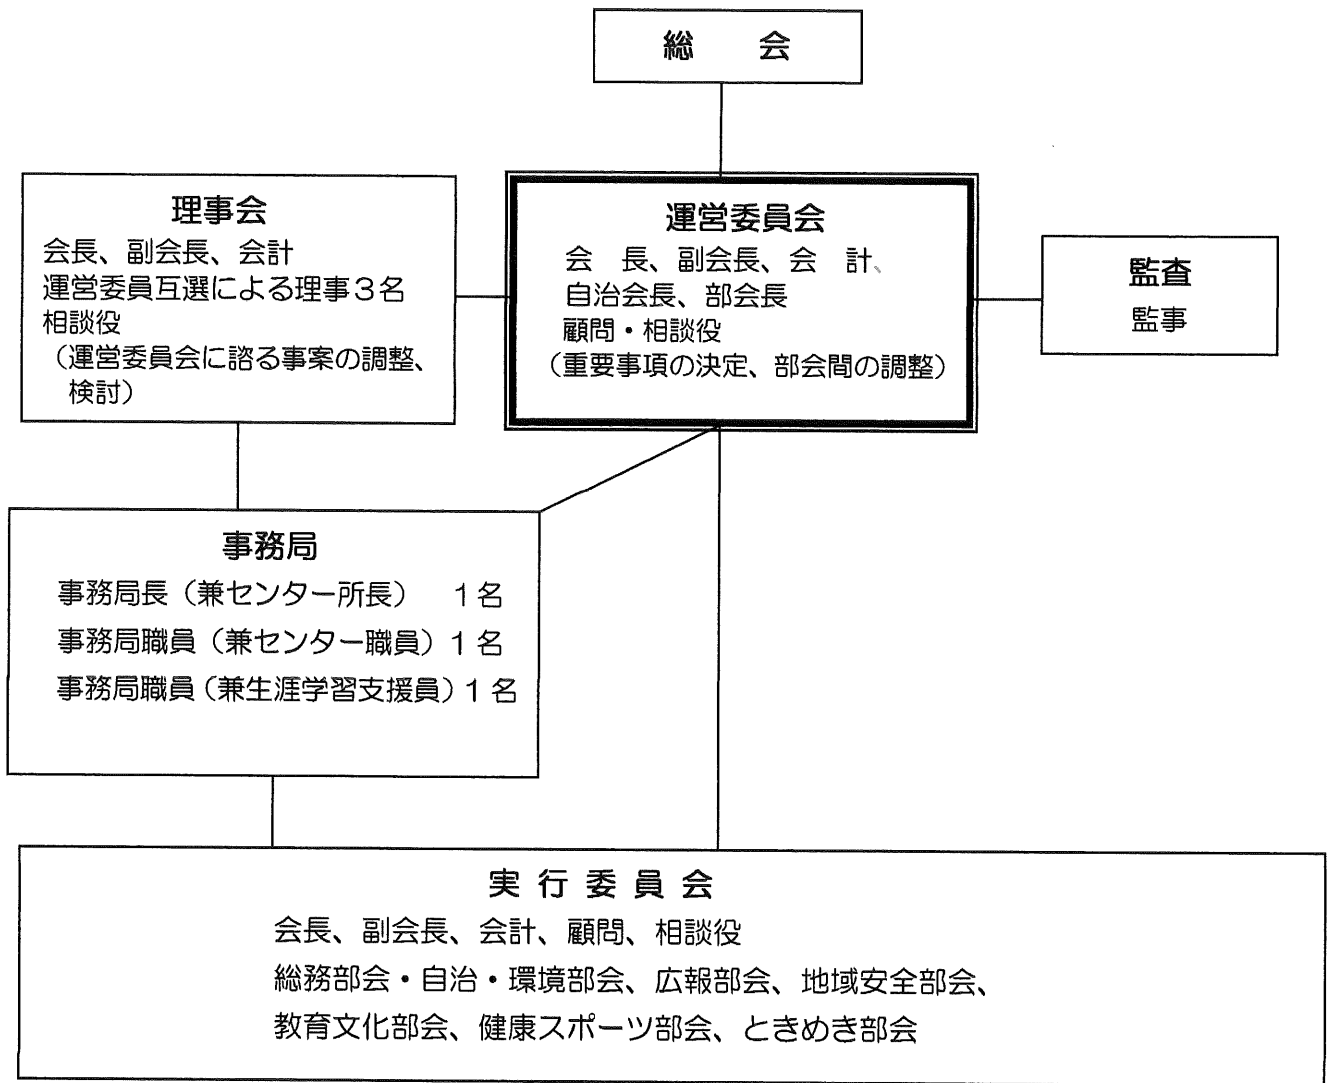 総　会
理事会
会長、副会長、会計
運営委員互選による理事３名
相談役
（運営委員会に諮る事案の調整、
検討）
運営委員会
会　長、副会長、会　計、
自治会長、部会長
顧問・相談役
（重要事項の決定、部会間の調整）
監査
監事
事務局
事務局長（兼センター所長）　１名
事務局職員（兼センター職員）１名
事務局職員（兼生涯学習支援員）１名
実 行 委 員 会
会長、副会長、会計、顧問、相談役
総務部会・自治・環境部会、広報部会、地域安全部会、
教育文化部会、健康スポーツ部会、ときめき部会